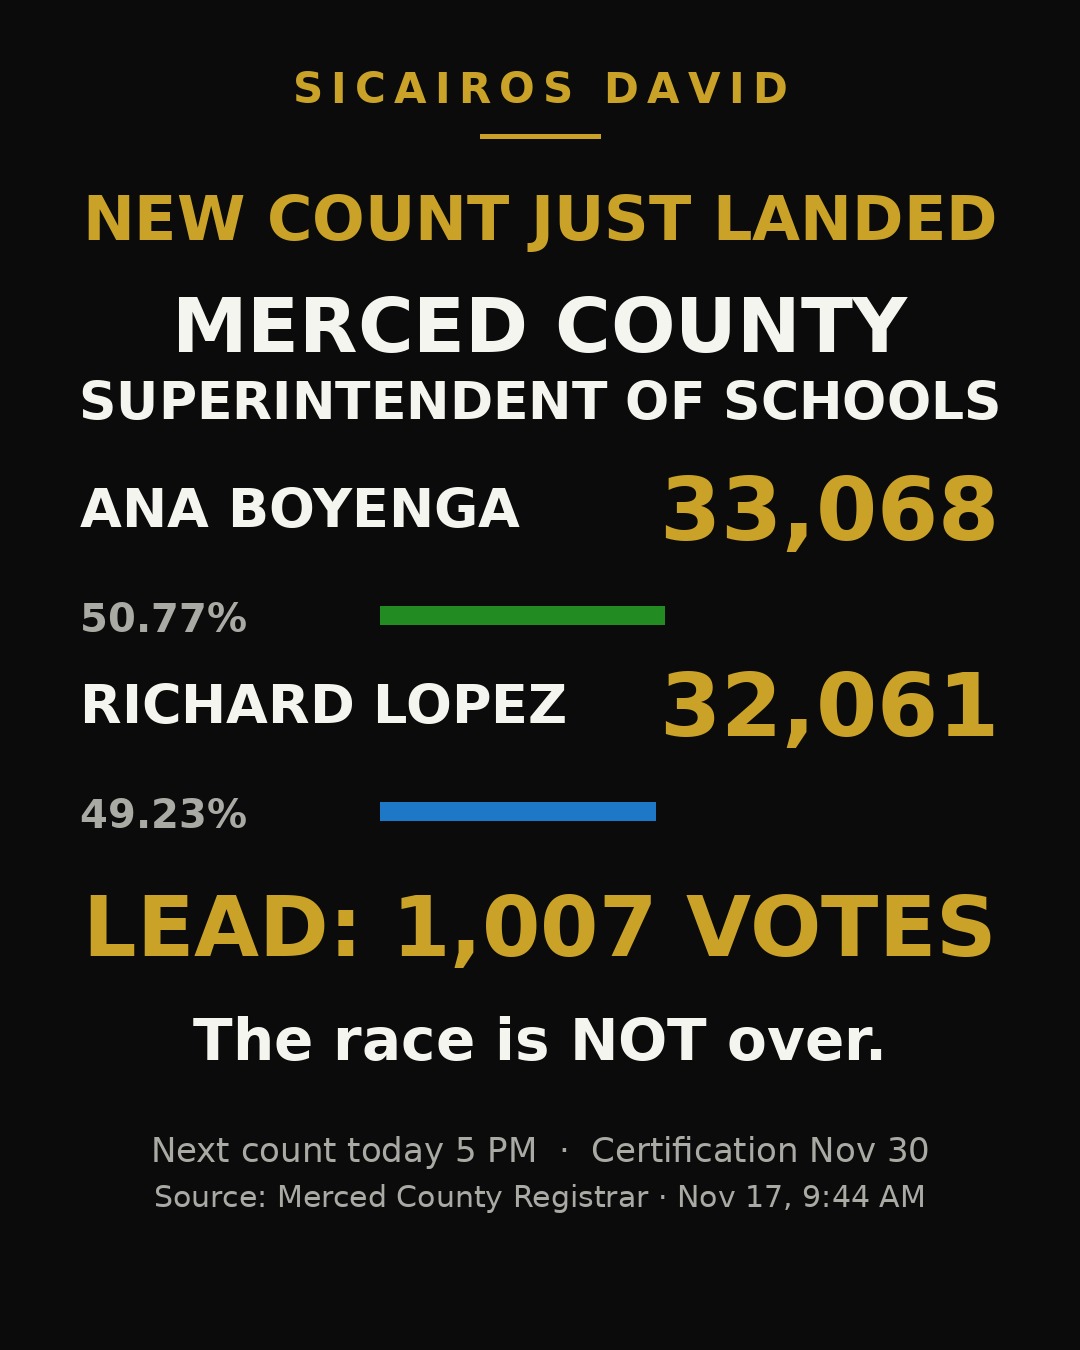 SICAIROS DAVID
NEW COUNT JUST LANDED
MERCED COUNTY
SUPERINTENDENT OF SCHOOLS
ANA BOYENGA 33,068
50.77%
RICHARD LOPEZ 32,061
49.23%
LEAD: 1,007 VOTES
The race is NOT over.
Next count today 5 PM · Certification Nov 30
Source: Merced County Registrar · Nov 17, 9:44 AM